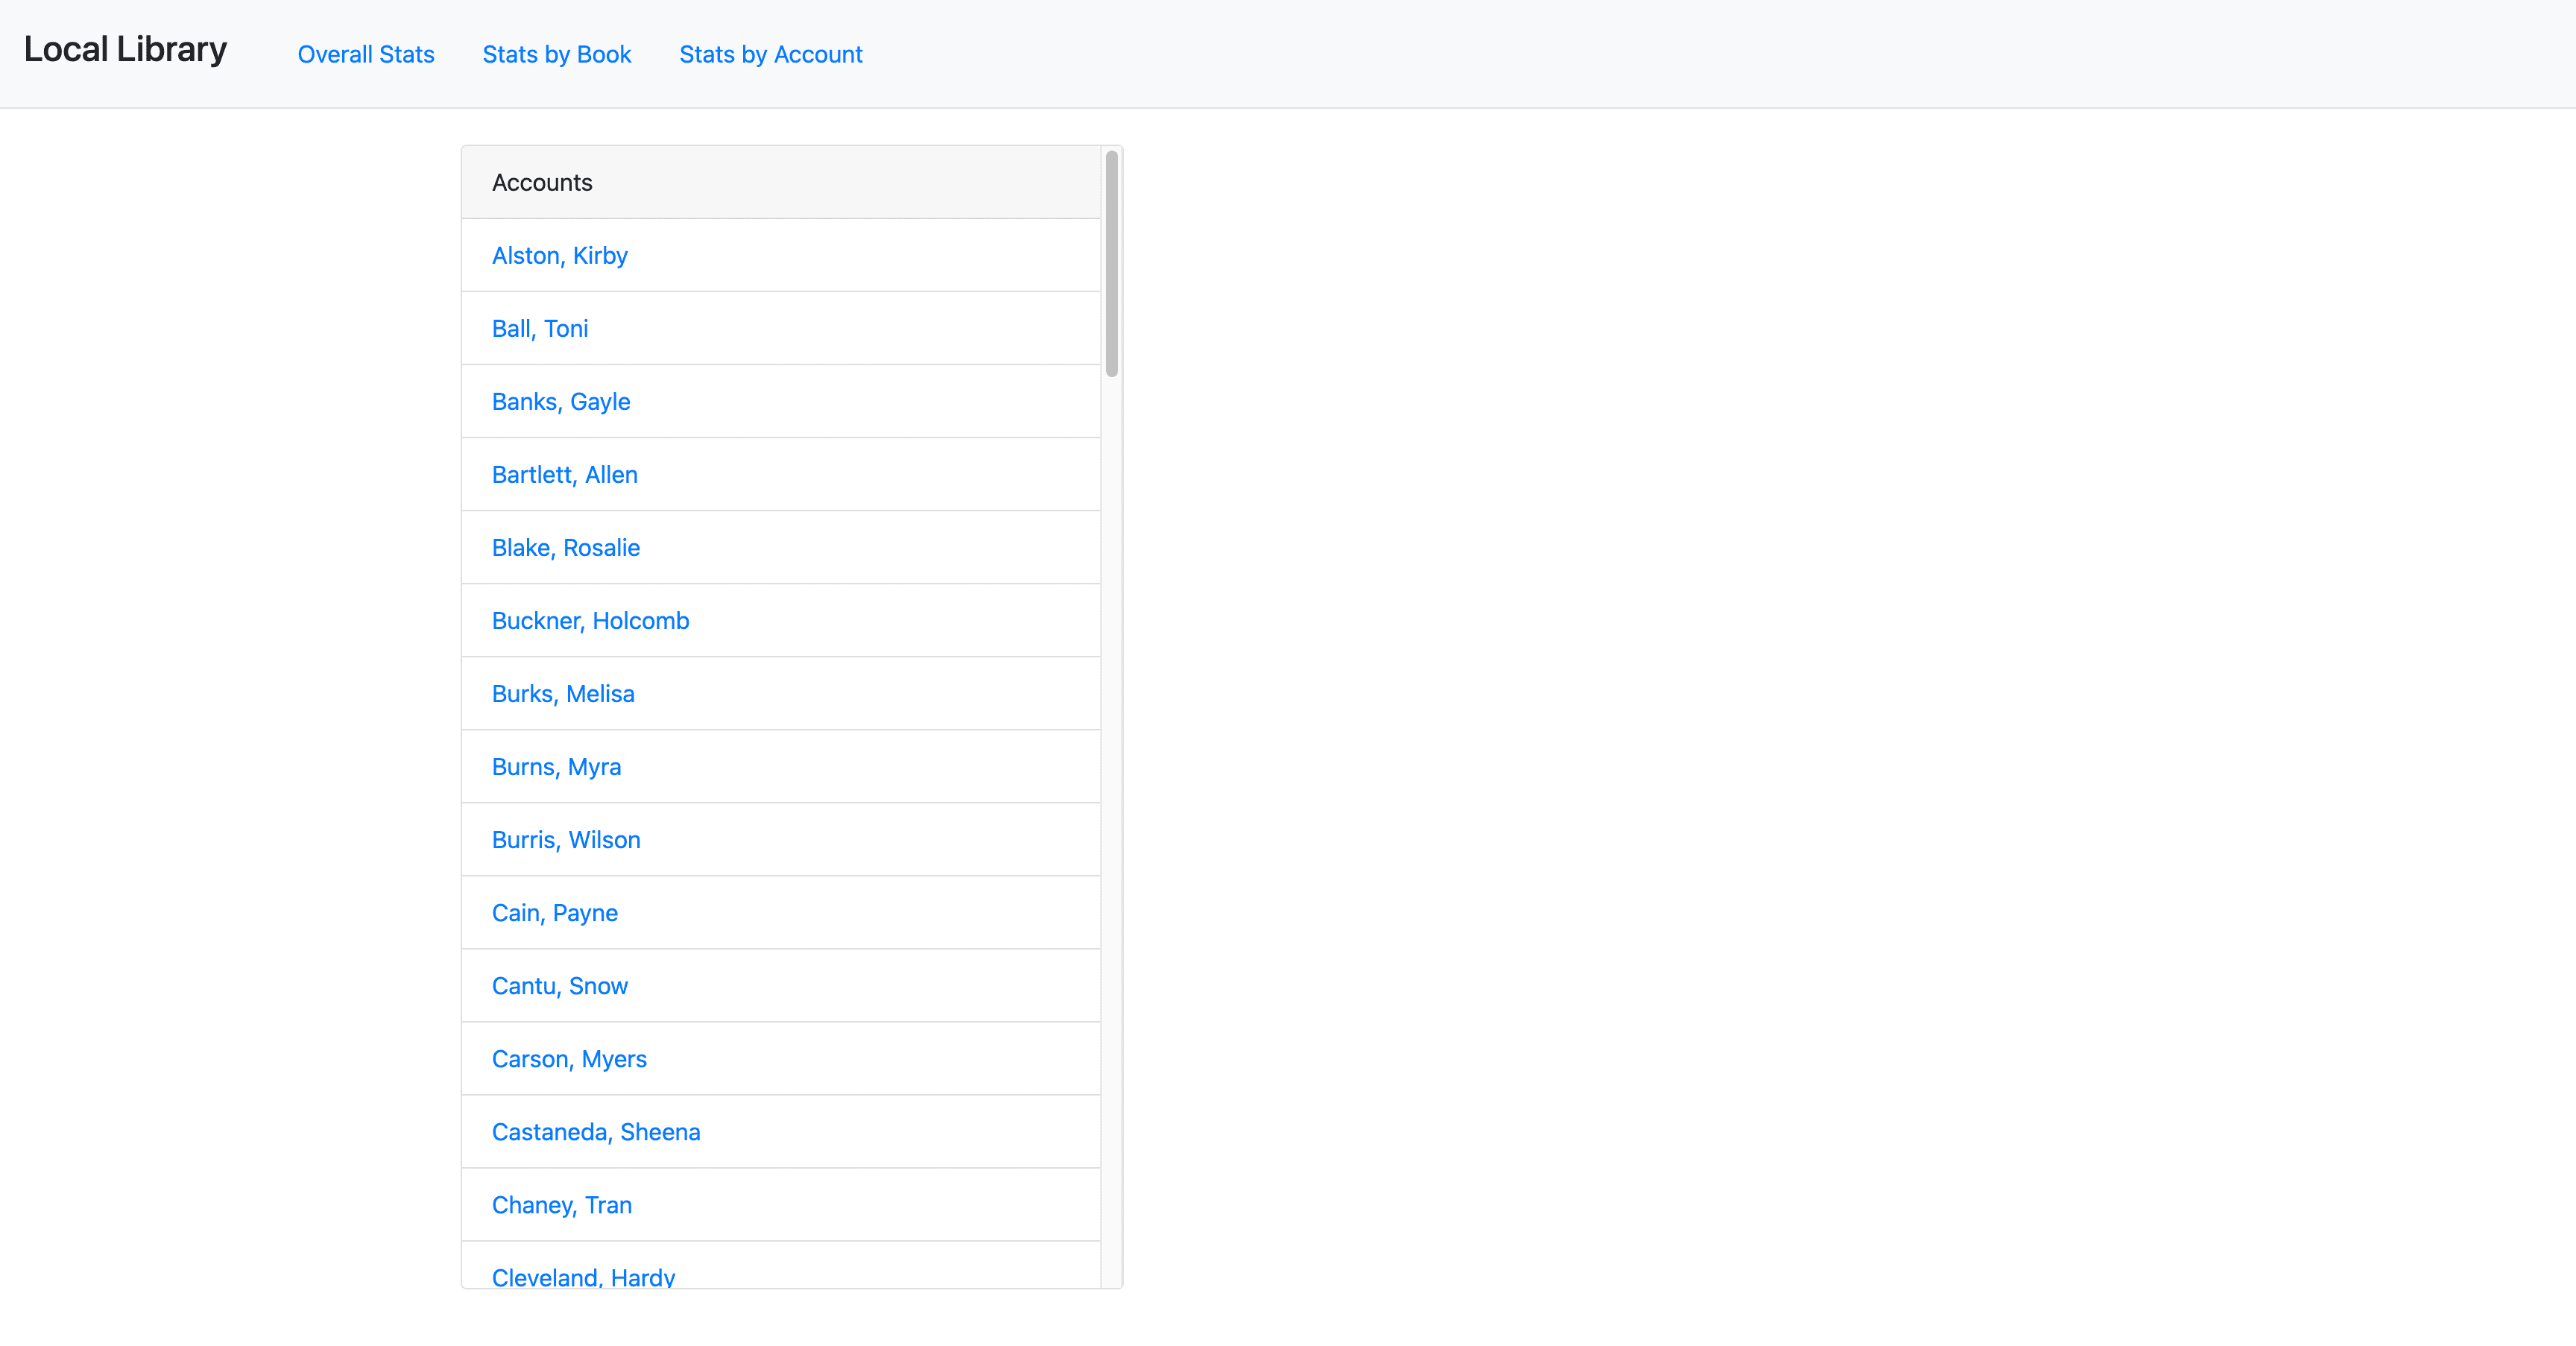 Local Library
Overall Stats
Stats by Book
Stats by Account
Accounts
Alston, Kirby
Ball, Toni
Banks, Gayle
Bartlett, Allen
Blake, Rosalie
Buckner, Holcomb
Burks, Melisa
Burns, Myra
Burris, Wilson
Cain, Payne
Cantu, Snow
Carson, Myers
Castaneda, Sheena
Chaney, Tran
Cleveland, Hardy